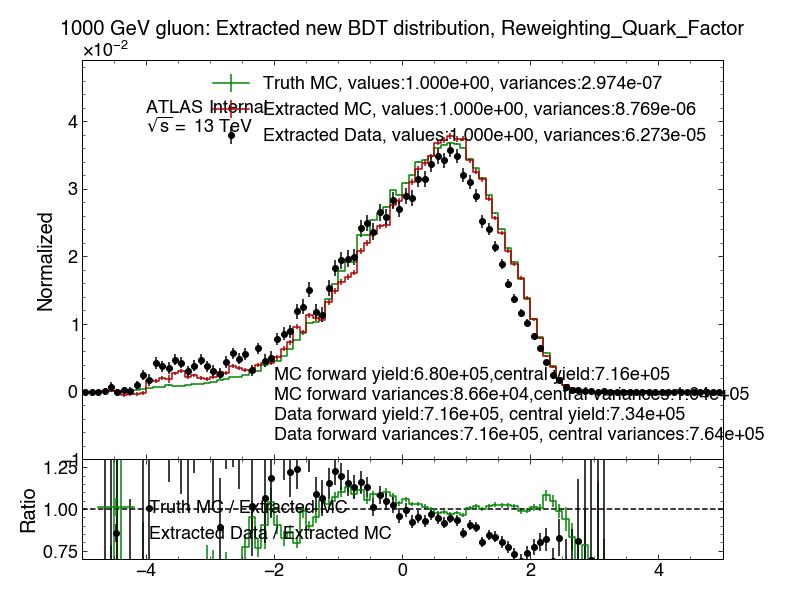 1000 GeV gluon: Extracted new BDT distribution, Reweighting_Quark_Factor
×10−2
Truth MC, values:1.000e+00, variances:2.974e-07
ATLAS Internal
Extracted MC, values:1.000e+00, variances:8.769e-06
√s = 13 TeV
Extracted Data, values:1.000e+00, variances:6.273e-05
4
3
2
1
0
Normalized
MC forward yield:6.80e+05,central yield:7.16e+05
MC forward variances:8.66e+04,central variances:
Data forward yield:7.16e+05, central yield:7.34e+05
Data forward variances:7.16e+05, central variances:7.64e+05
1
1.25
1.00
0.75
Ratio
Truth MC / Extracted MC
Extracted Data / Extracted MC
−4 −2 0 2 4